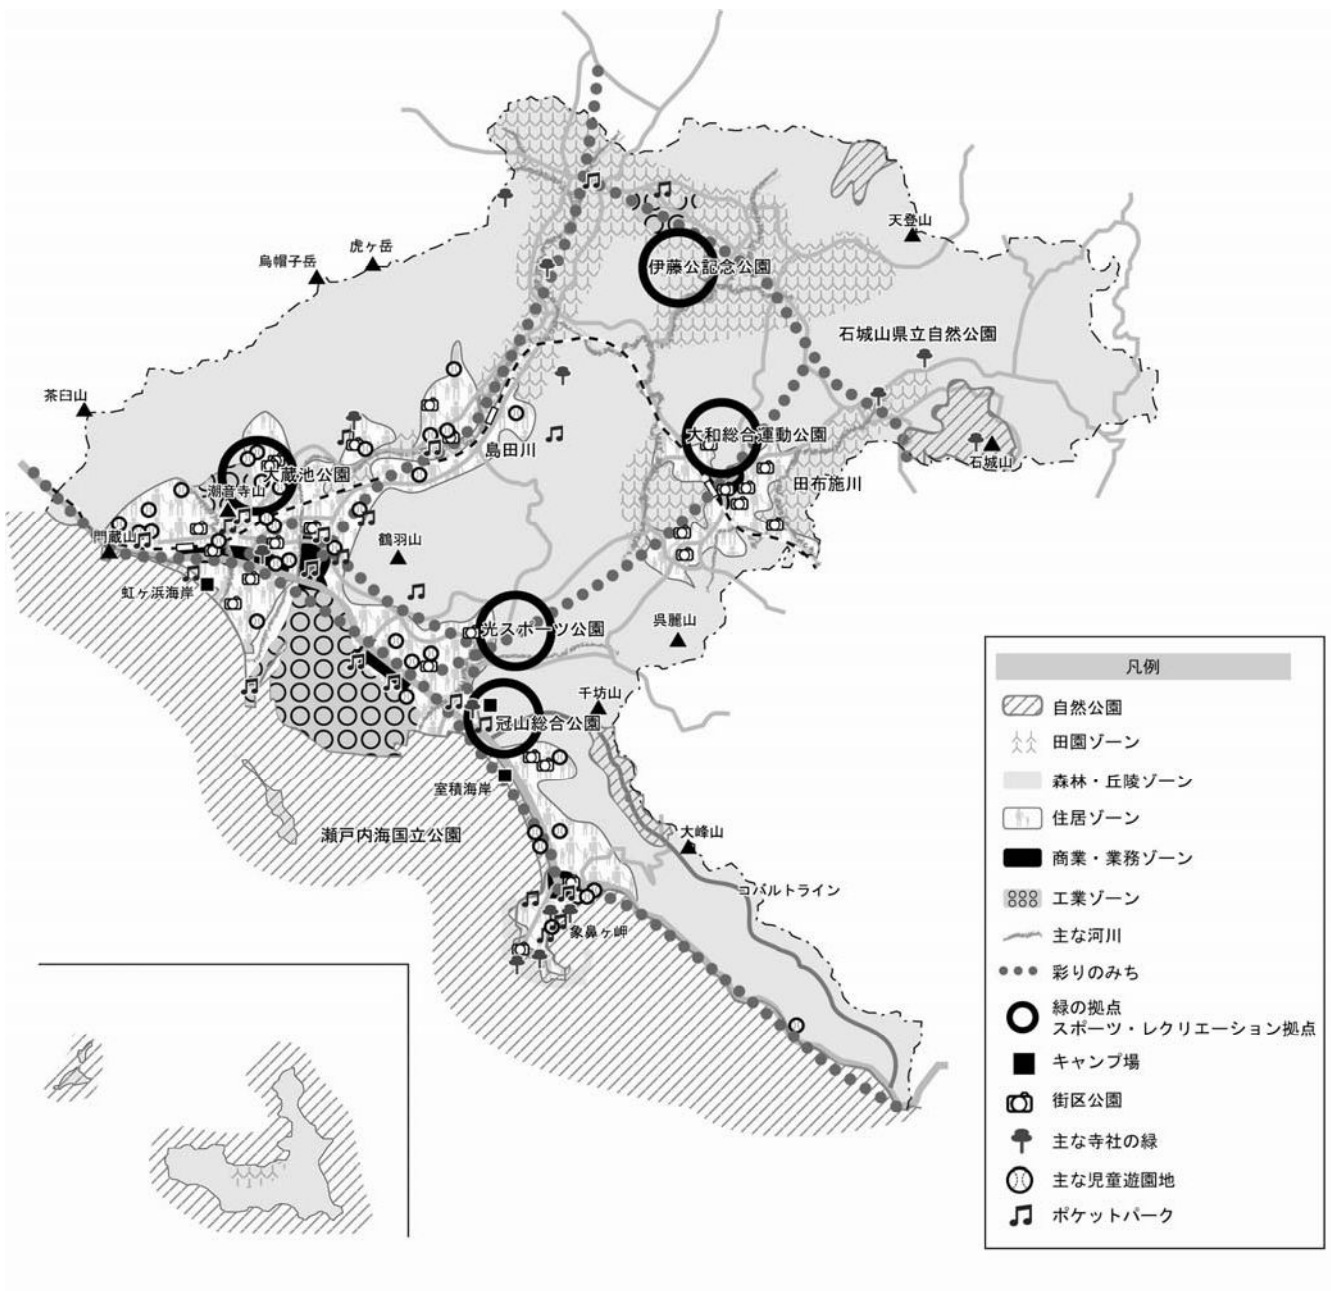 天登山
虎ヶ岳
烏帽子岳
伊藤公記念公園
石城山県立自然公園
茶臼山
大和総合運動公園
島田川
石城山
大蔵池公園
田布施川
潮音寺山
門蔵山
鶴羽山
虹ヶ浜海岸
呉麗山
光スポーツ公園
千坊山
冠山総合公園
室積海岸
瀬戸内海国立公園
大峰山
コバルトライン
象鼻ヶ岬
凡例
自然公園
田園ゾーン
森林・丘陵ゾーン
住居ゾーン
商業・業務ゾーン
工業ゾーン
主な河川
彩りのみち
緑の拠点
スポーツ・レクリエーション拠点
キャンプ場
街区公園
主な寺社の緑
主な児童遊園地
ポケットパーク